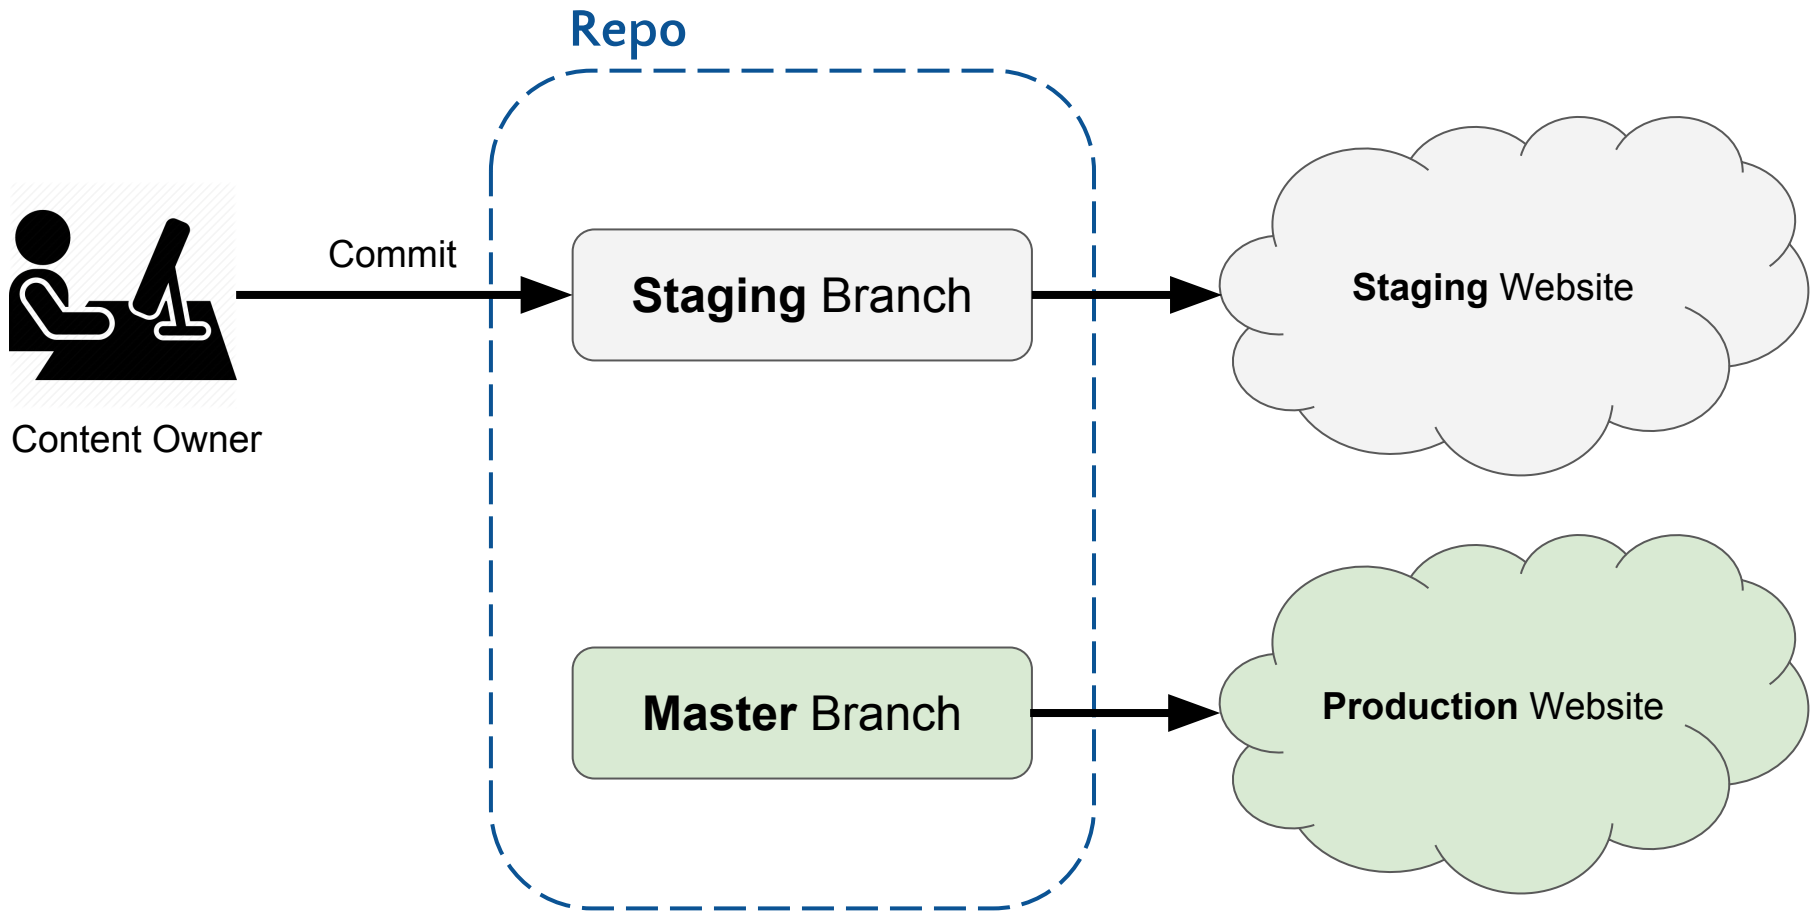 Repo
Commit
Staging Branch
Staging Website
Content Owner
Master Branch
Production Website